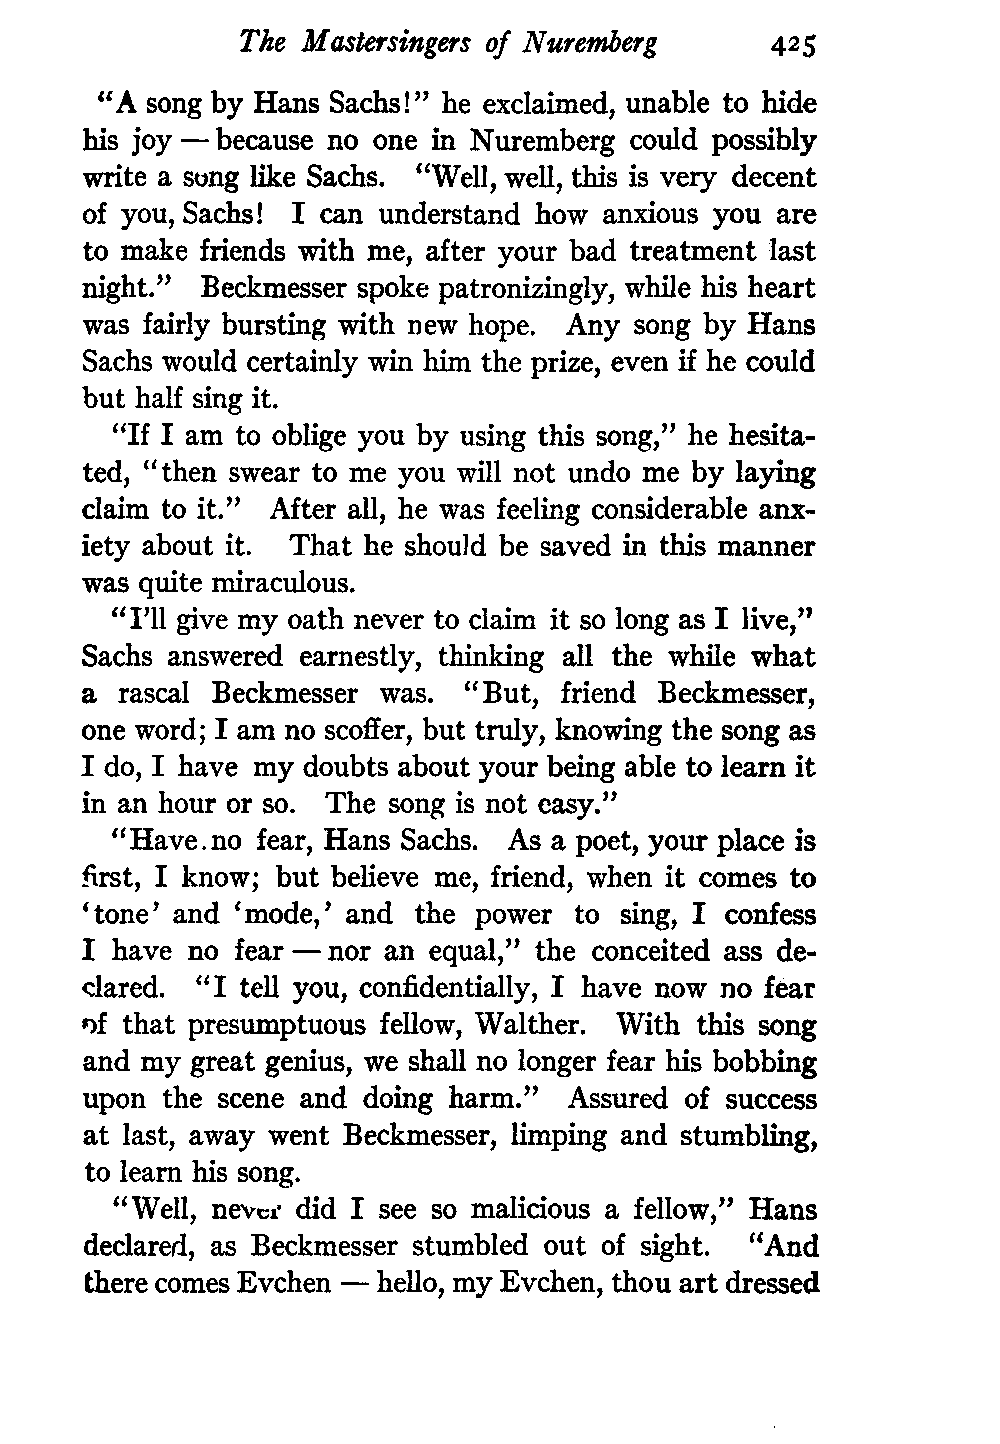 The Mastersingers of Nuremberg 425
"A song by Hans Sachs!" he exclaimed, unable to hide
his joy — because no one in Nuremberg could possibly
write a song like Sachs. "Well, well, this is very decent
of you, Sachs! I can understand how anxious you are
to make friends with me, after your bad treatment last
night." Beckmesser spoke patronizingly, while his heart
was fairly bursting with new hope. Any song by Hans
Sachs would certainly win him the prize, even if he could
but half sing it.
"If I am to oblige you by using this song," he hesita-
ted, "then swear to me you will not undo me by laying
claim to it." After all, he was feeling considerable anx-
iety about it. That he should be saved in this manner
was quite miraculous.
"I'll give my oath never to claim it so long as I live,"
Sachs answered earnestly, thinking all the while what
a rascal Beckmesser was. "But, friend Beckmesser,
one word; I am no scoffer, but truly, knowing the song as
I do, I have my doubts about your being able to learn it
in an hour or so. The song is not easy."
"Have no fear, Hans Sachs. As a poet, your place is
first, I know; but believe me, friend, when it comes to
'tone' and 'mode,' and the power to sing, I confess
I have no fear — nor an equal," the conceited ass de-
clared. "I tell you, confidentially, I have now no fear
of that presumptuous fellow, Walther. With this song
and my great genius, we shall no longer fear his bobbing
upon the scene and doing harm." Assured of success
at last, away went Beckmesser, limping and stumbling,
to learn his song.
"Well, never did I see so malicious a fellow," Hans
declared, as Beckmesser stumbled out of sight. "And
there comes Evchen — hello, my Evchen, thou art dressed